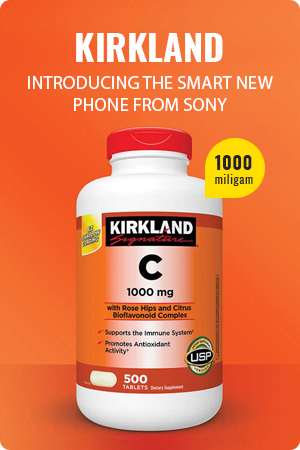 KIRKLAND
INTRODUCING THE SMART NEW
PHONE FROM SONY
1000
miligam
KIRKLAND
Signature
C
1000 mg
with Rose Hips and Citrus
Bioflavonoid Complex
✓ Supports the Immune System†
✓ Promotes Antioxidant
Activity†
USP
500
TABLETS Dietary Supplement